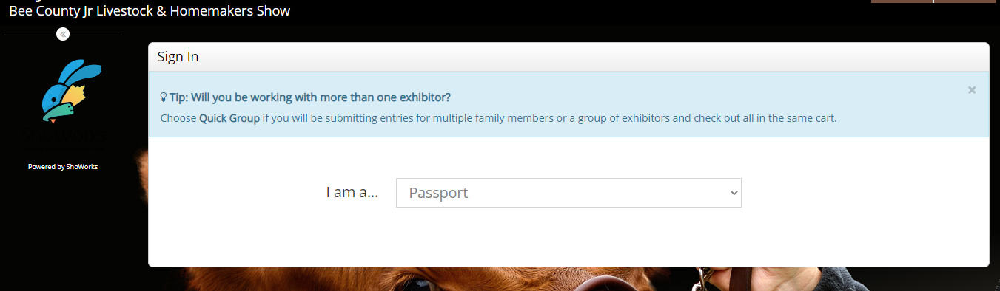 Bee County Jr Livestock & Homemakers Show
Sign In
Tip: Will you be working with more than one exhibitor?
Choose Quick Group if you will be submitting entries for multiple family members or a group of exhibitors and check out all in the same cart.
Powered by ShoWorks
I am a...
Passport